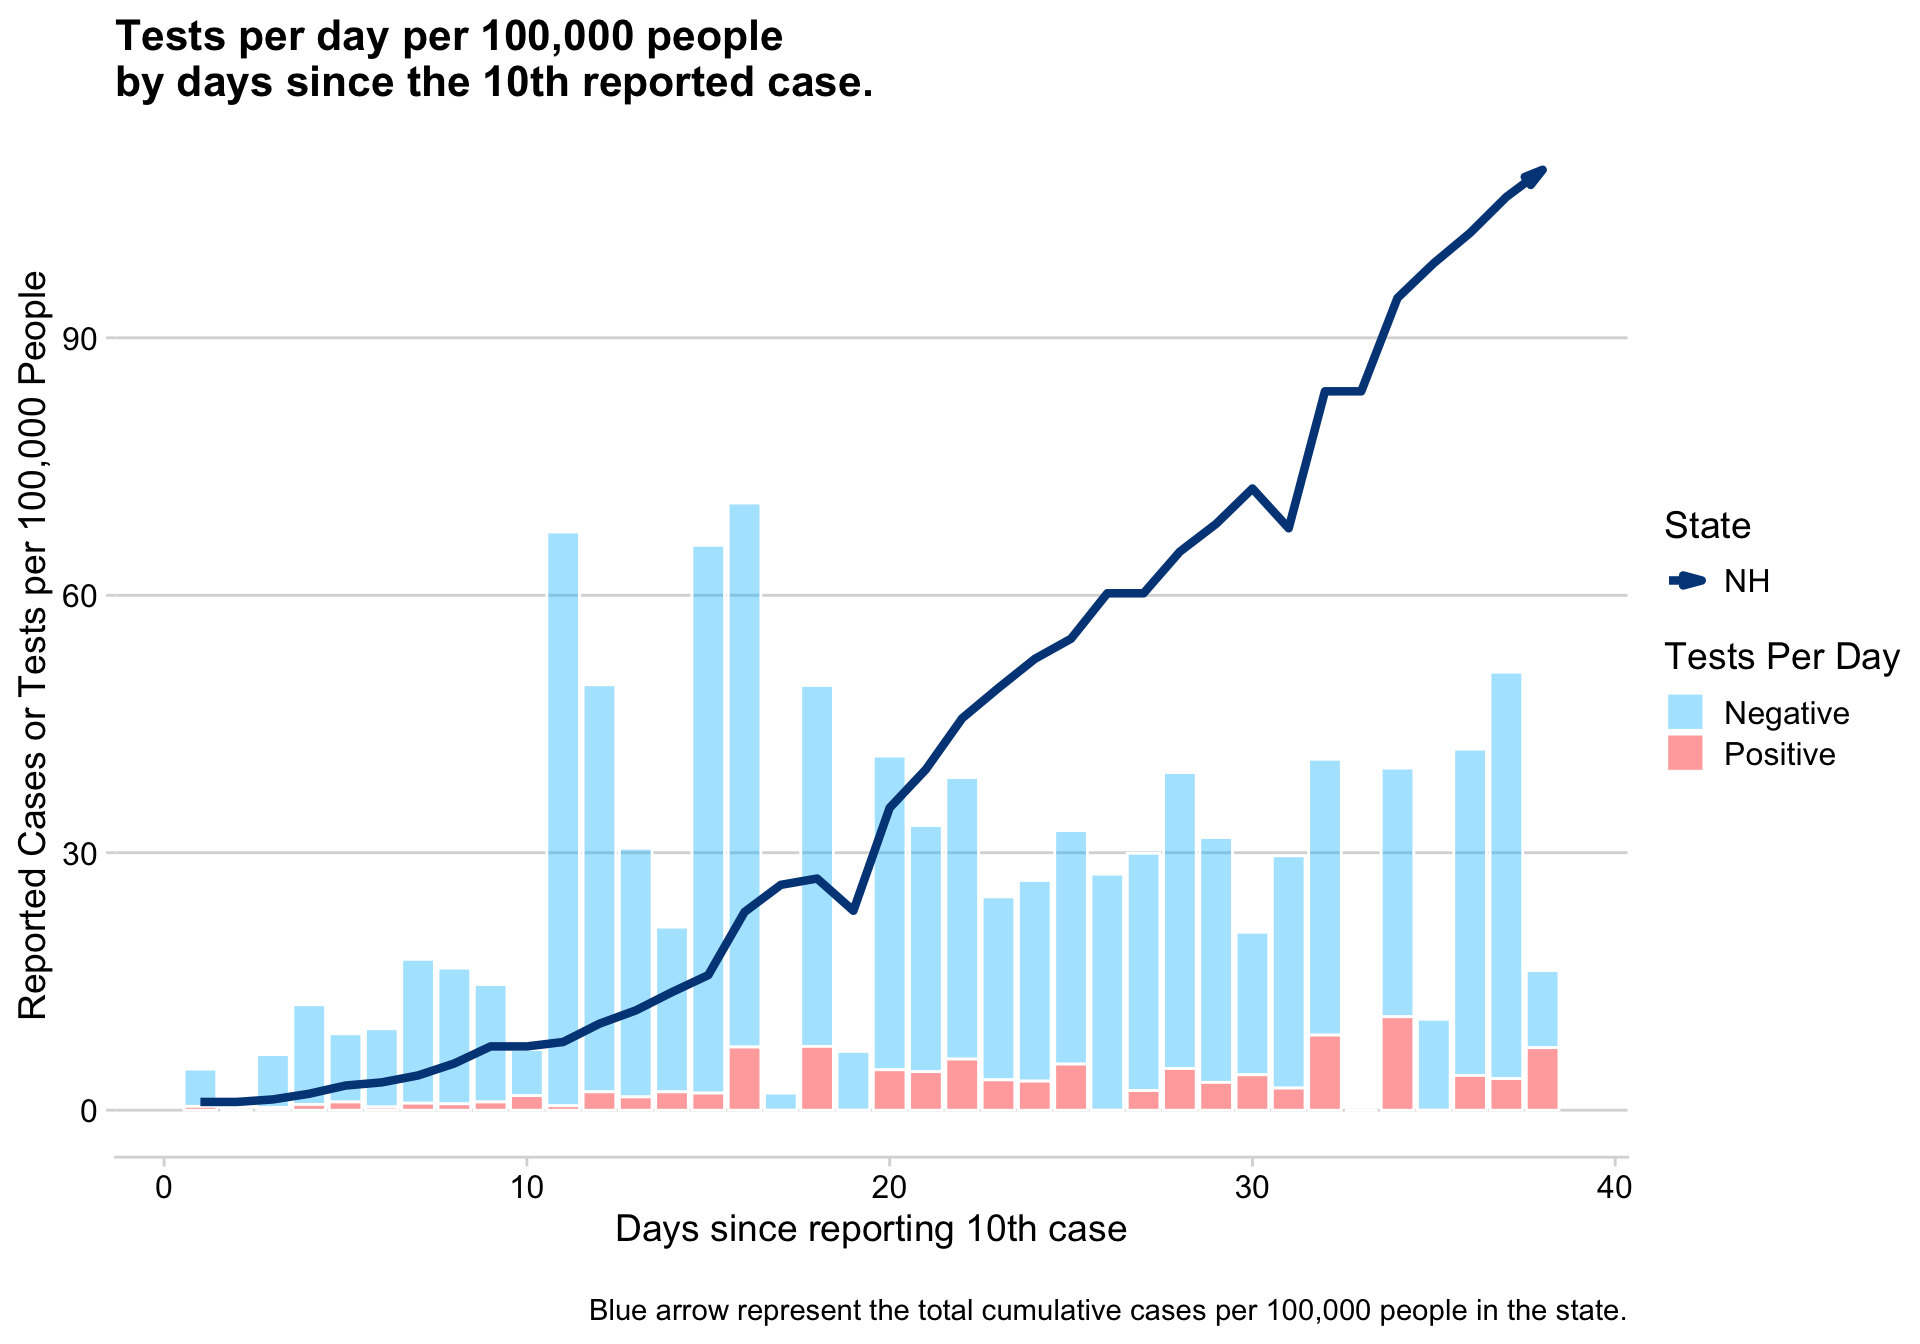 Tests per day per 100,000 people
by days since the 10th reported case.
Reported Cases or Tests per 100,000 People
90
60
30
0
0
10
20
30
40
Days since reporting 10th case
State
NH
Tests Per Day
Negative
Positive
Blue arrow represent the total cumulative cases per 100,000 people in the state.